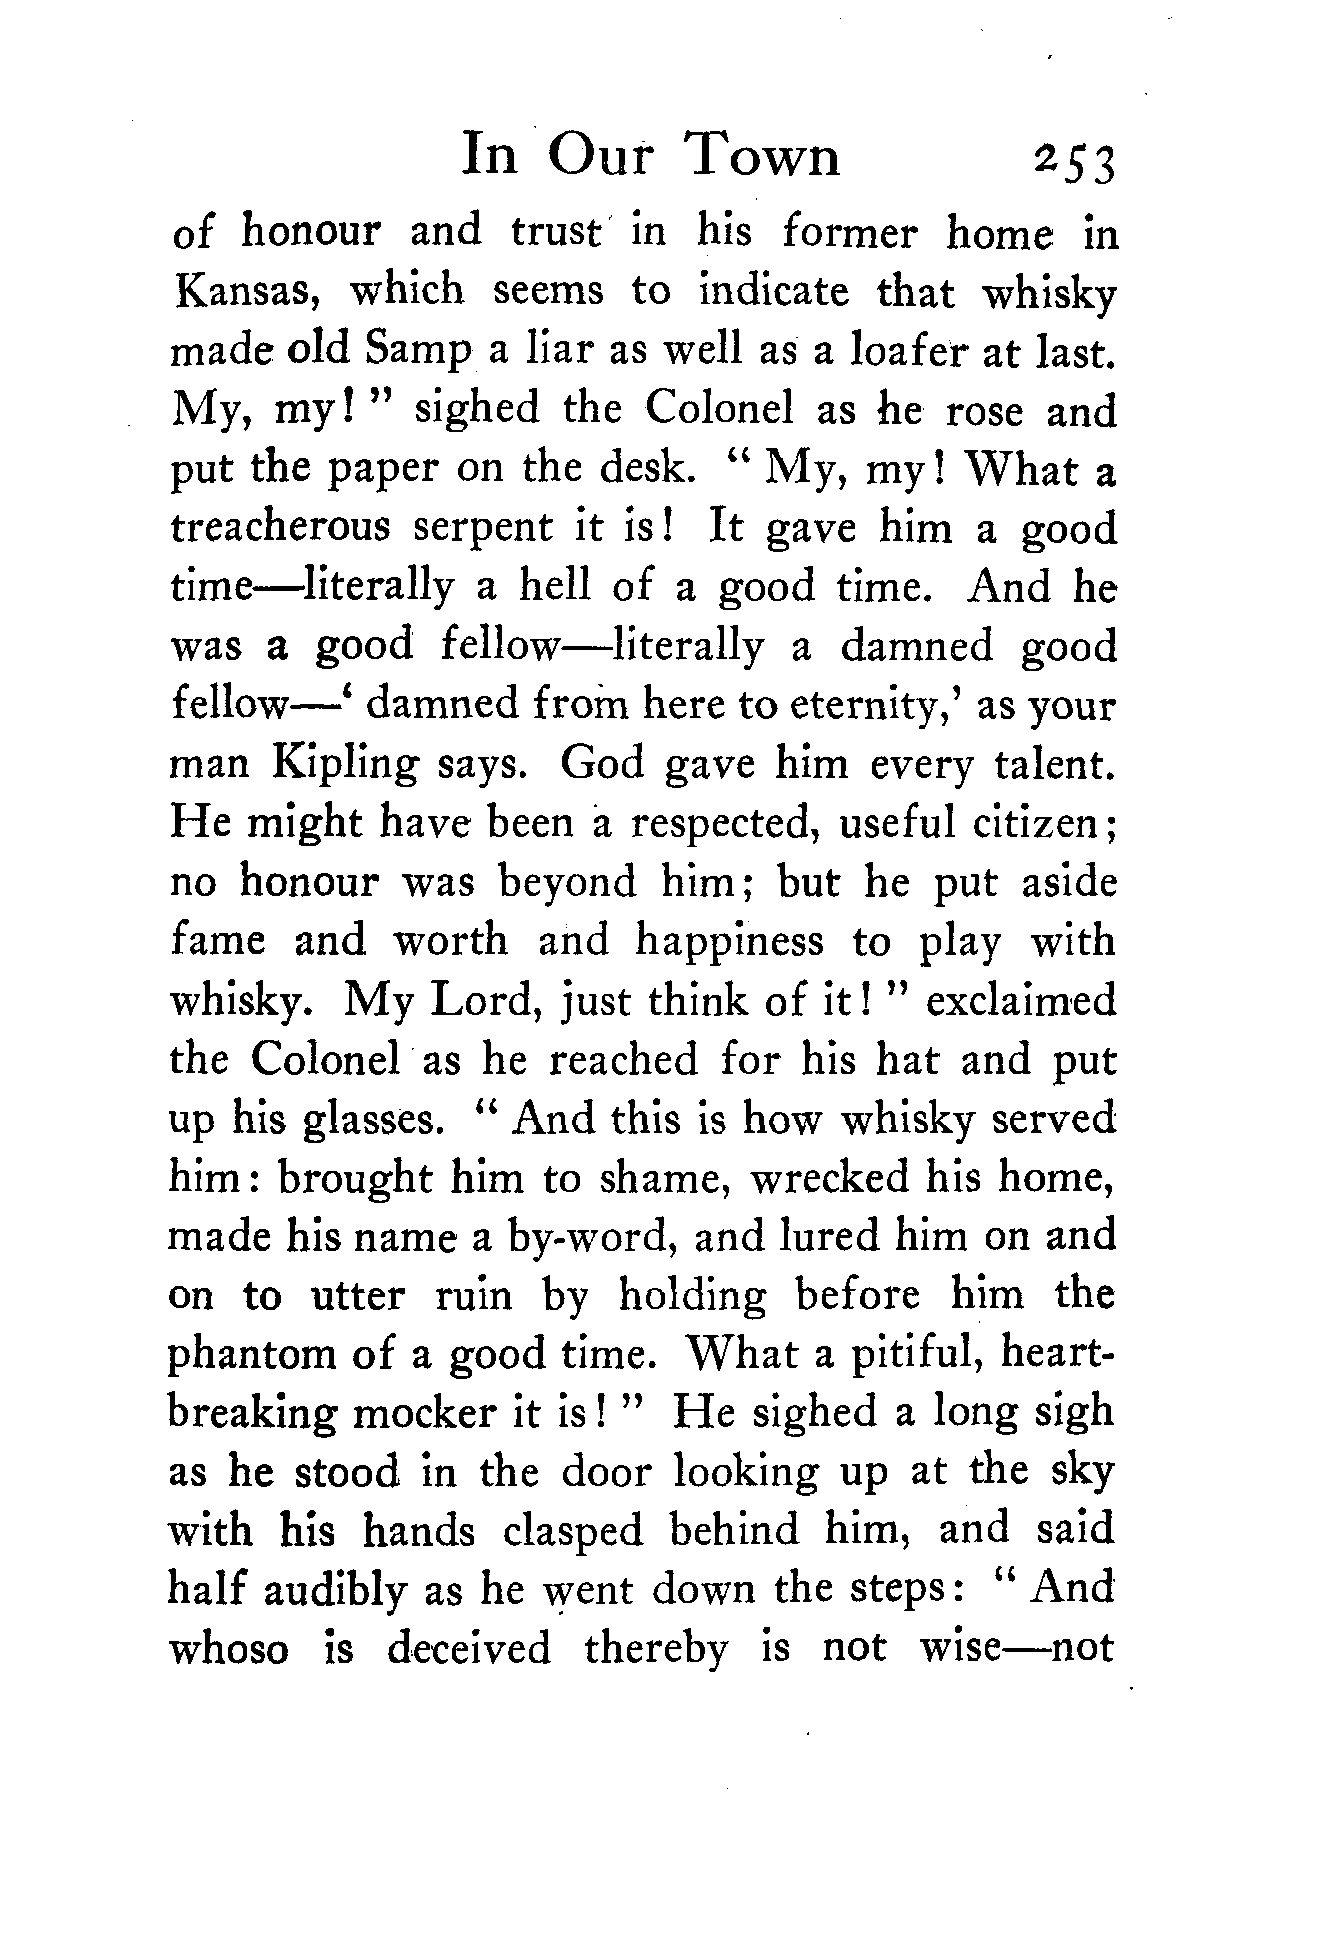 In Our Town 253
of honour and trust in his former home in
Kansas, which seems to indicate that whisky
made old Samp a liar as well as a loafer at last.
My, my! " sighed the Colonel as he rose and
put the paper on the desk. " My, my! What a
treacherous serpent it is! It gave him a good
time—literally a hell of a good time. And he
was a good fellow—literally a damned good
fellow—‘ damned from here to eternity,’ as your
man Kipling says. God gave him every talent.
He might have been a respected, useful citizen;
no honour was beyond him; but he put aside
fame and worth and happiness to play with
whisky. My Lord, just think of it! " exclaimed
the Colonel as he reached for his hat and put
up his glasses. " And this is how whisky served
him: brought him to shame, wrecked his home,
made his name a by-word, and lured him on and
on to utter ruin by holding before him the
phantom of a good time. What a pitiful, heart-
breaking mocker it is! " He sighed a long sigh
as he stood in the door looking up at the sky
with his hands clasped behind him, and said
half audibly as he went down the steps: " And
whoso is deceived thereby is not wise—not